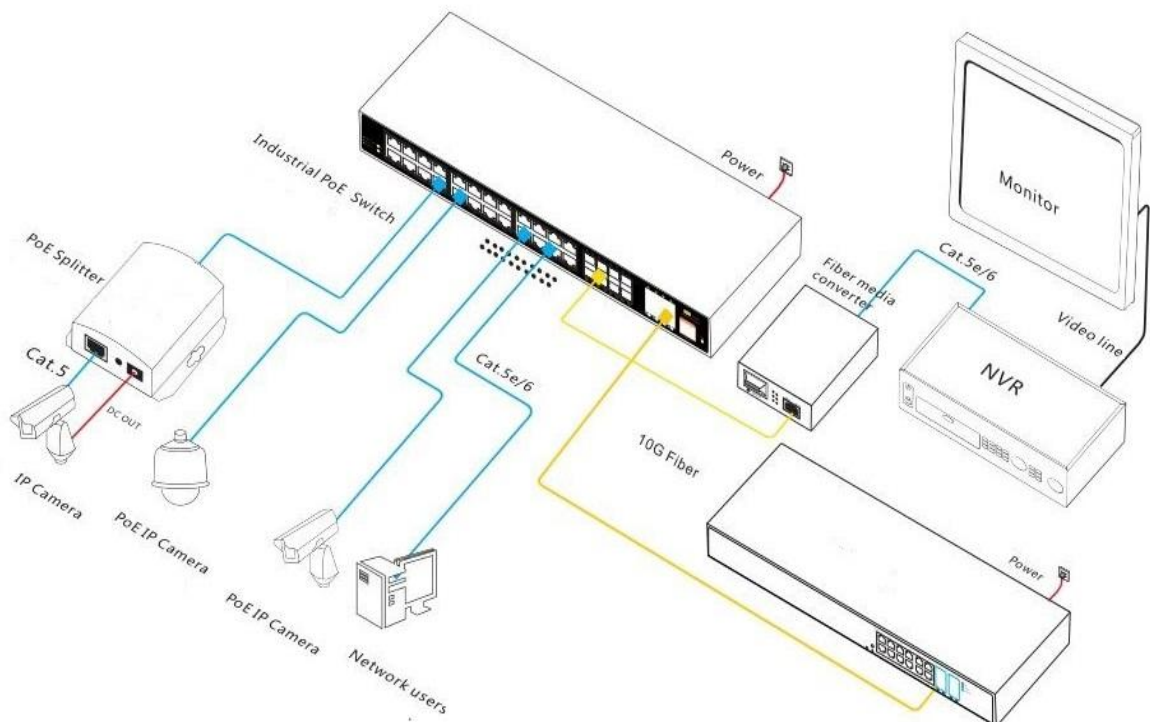 Industrial PoE Switch
Power
Monitor
PoE Splitter
Cat.5e/6
Fiber media
converter
Video line
NVR
Cat.5
DC OUT
Cat.5e/6
10G Fiber
IP Camera
PoE IP Camera
PoE IP Camera
Network users
Power